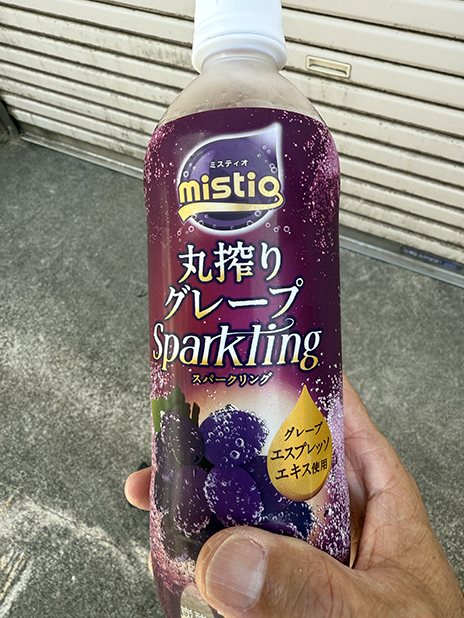 ミスティオ
mistio
丸搾り
グレープ
Sparkling
スパークリング
グレープ
エスプレッソ
エキス使用